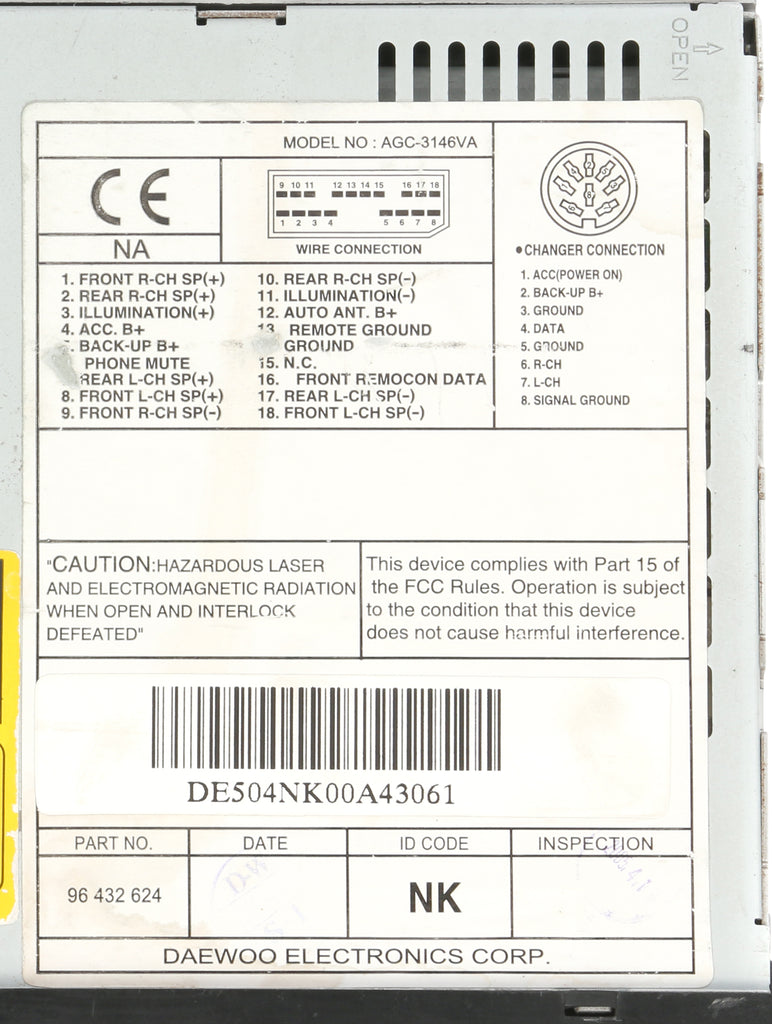 OPEN
MODEL NO : AGC-3146VA
CE
NA
9 10 11 12 13 14 15 16 17 18
1 2 3 4 5 6 7 8
WIRE CONNECTION
●CHANGER CONNECTION
1. ACC(POWER ON)
2. BACK-UP B+
3. GROUND
4. DATA
5. GROUND
6. R-CH
7. L-CH
8. SIGNAL GROUND
1. FRONT R-CH SP(+)
2. REAR R-CH SP(+)
3. ILLUMINATION(+)
4. ACC. B+
. BACK-UP B+
PHONE MUTE
REAR L-CH SP(+)
8. FRONT L-CH SP(+)
9. FRONT R-CH SP(-)
10. REAR R-CH SP(-)
11. ILLUMINATION(-)
12. AUTO ANT. B+
13. REMOTE GROUND
GROUND
15. N.C.
16. FRONT REMOCON DATA
17. REAR L-CH SP(-)
18. FRONT L-CH SP(-)
"CAUTION:HAZARDOUS LASER
AND ELECTROMAGNETIC RADIATION
WHEN OPEN AND INTERLOCK
DEFEATED"
This device complies with Part 15 of
the FCC Rules. Operation is subject
to the condition that this device
does not cause harmful interference.
DE504NK00A43061
PART NO. DATE ID CODE INSPECTION
96 432 624 NK
DAEWOO ELECTRONICS CORP.